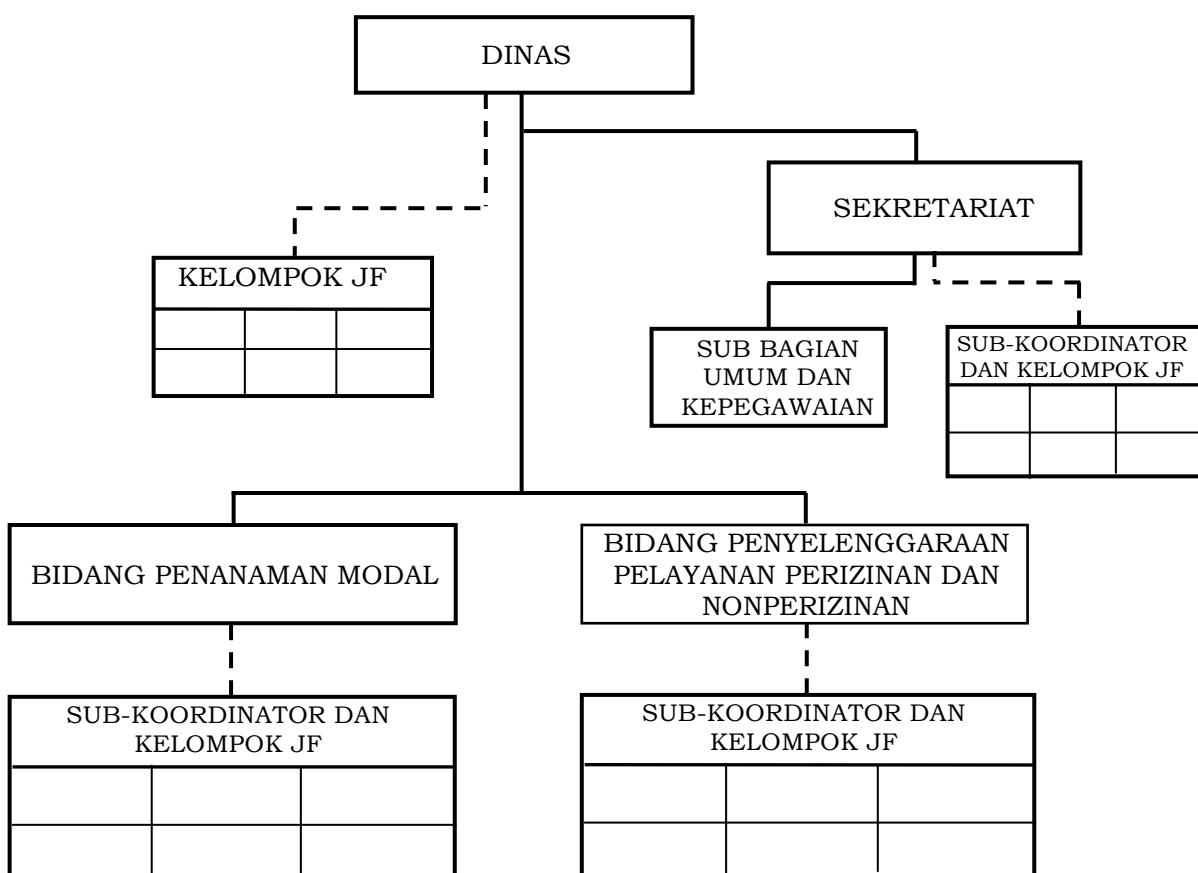 DINAS
SEKRETARIAT
KELOMPOK JF
SUB BAGIAN
UMUM DAN
KEPEGAWAIAN
SUB-KOORDINATOR
DAN KELOMPOK JF
BIDANG PENANAMAN MODAL
BIDANG PENYELENGGARAAN
PELAYANAN PERIZINAN DAN
NONPERIZINAN
SUB-KOORDINATOR DAN
KELOMPOK JF
SUB-KOORDINATOR DAN
KELOMPOK JF